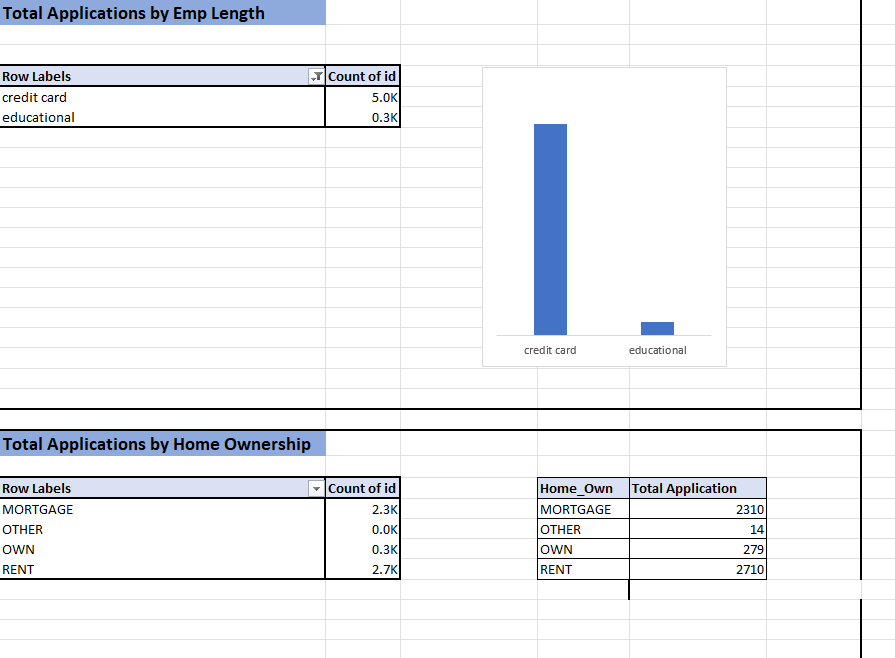 Total Applications by Emp Length
Row Labels Count of id
credit card 5.0K
educational 0.3K
credit card educational
Total Applications by Home Ownership
Row Labels Count of id
MORTGAGE 2.3K
OTHER 0.0K
OWN 0.3K
RENT 2.7K
Home_Own Total Application
MORTGAGE 2310
OTHER 14
OWN 279
RENT 2710